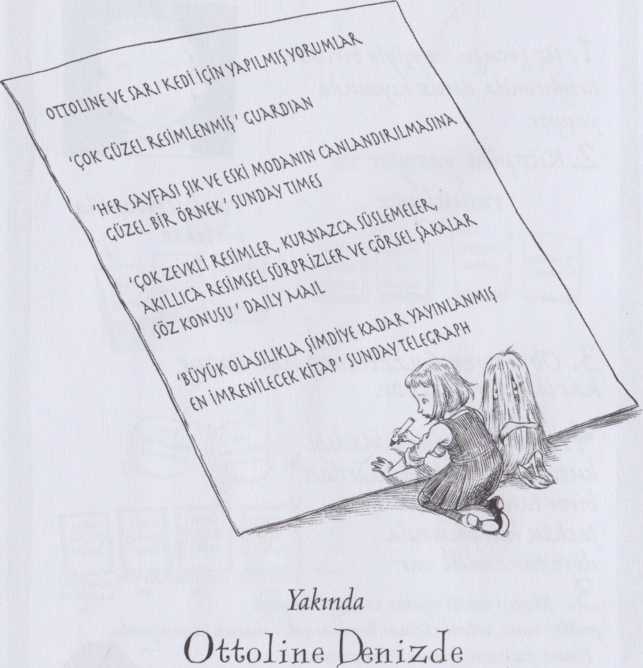 OTTOLINE VE SARI KEDİ İÇİN YAPILMIŞ YORUMLAR
'ÇOK GÜZEL RESİMLENMİŞ' GUARDIAN
'HER SAYFASI ŞIK VE ESKİ MODANIN CANLANDIRILMASINA
GÜZEL BİR ÖRNEK' SUNDAY TIMES
'ÇOK ZEVKLİ RESİMLER, KURNAZCA SÜSLEMELER,
AKILLICA RESİMSEL SÜRPRİZLER VE GÖRSEL ŞAKALAR
SÖZ KONUSU' DAILY MAIL
'BÜYÜK OLASILIKLA ŞİMDİYE KADAR YAYINLANMIŞ
EN İMRENİLECEK KİTAP' SUNDAY TELEGRAPH
Yakında
Ottoline Denizde